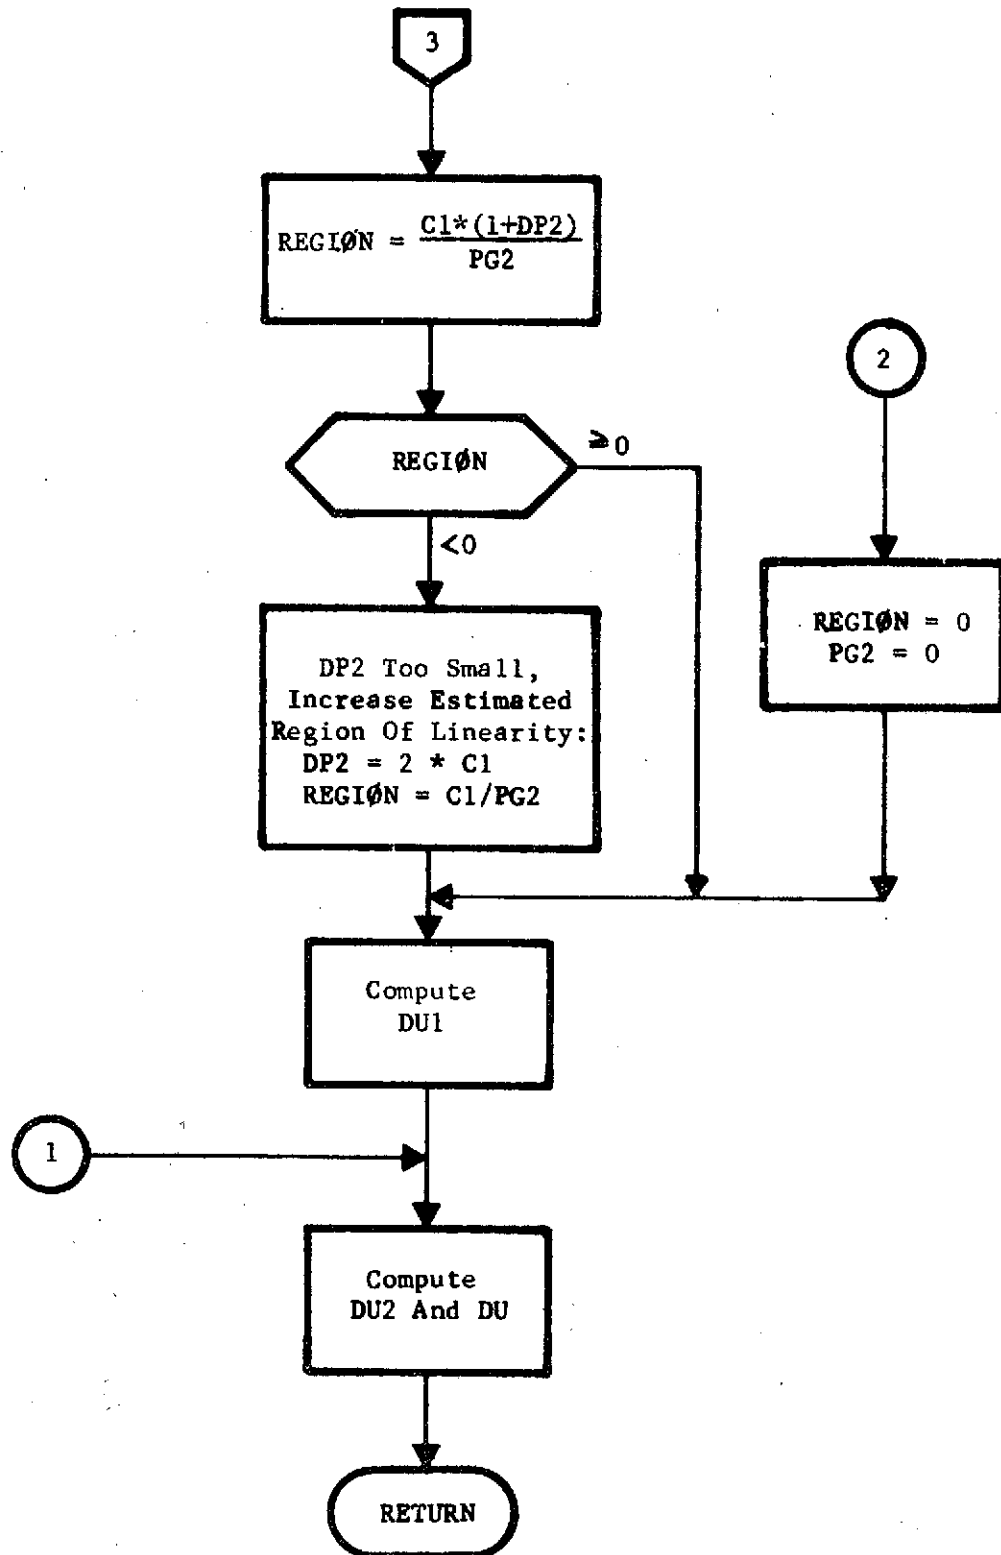 3
REGIØN = C1*(1+DP2)
PG2
2
REGIØN
≥0
<0
REGIØN = 0
PG2 = 0
DP2 Too Small,
Increase Estimated
Region Of Linearity:
DP2 = 2 * C1
REGIØN = C1/PG2
Compute
DU1
1
Compute
DU2 And DU
RETURN